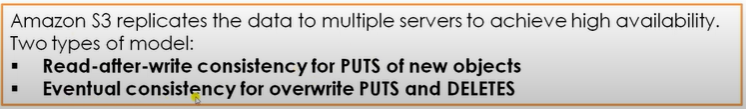 Amazon S3 replicates the data to multiple servers to achieve high availability.
Two types of model:
▪ Read-after-write consistency for PUTS of new objects
▪ Eventual consistency for overwrite PUTS and DELETES